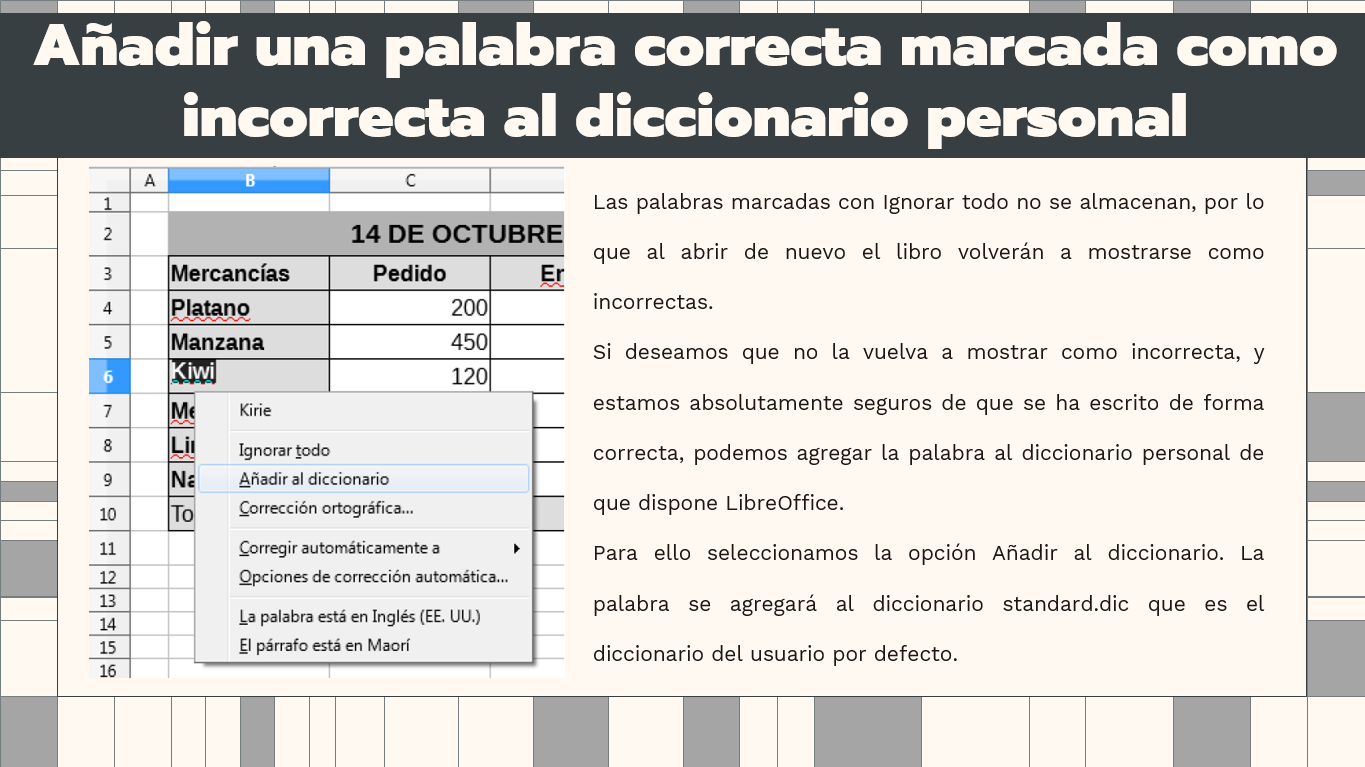 Añadir una palabra correcta marcada como
incorrecta al diccionario personal
A B C
1
2 14 DE OCTUBRE
3 Mercancías Pedido
4 Platano 200
5 Manzana 450
6 Kiwi 120
7
8
9
10
11
12
13
14
15
16
Kirie
Ignorar todo
Añadir al diccionario
Corrección ortográfica...
Corregir automáticamente a
Opciones de corrección automática...
La palabra está en Inglés (EE. UU.)
El párrafo está en Maorí
Las palabras marcadas con Ignorar todo no se almacenan, por lo
que al abrir de nuevo el libro volverán a mostrarse como
incorrectas.
Si deseamos que no la vuelva a mostrar como incorrecta, y
estamos absolutamente seguros de que se ha escrito de forma
correcta, podemos agregar la palabra al diccionario personal de
que dispone LibreOffice.
Para ello seleccionamos la opción Añadir al diccionario. La
palabra se agregará al diccionario standard.dic que es el
diccionario del usuario por defecto.